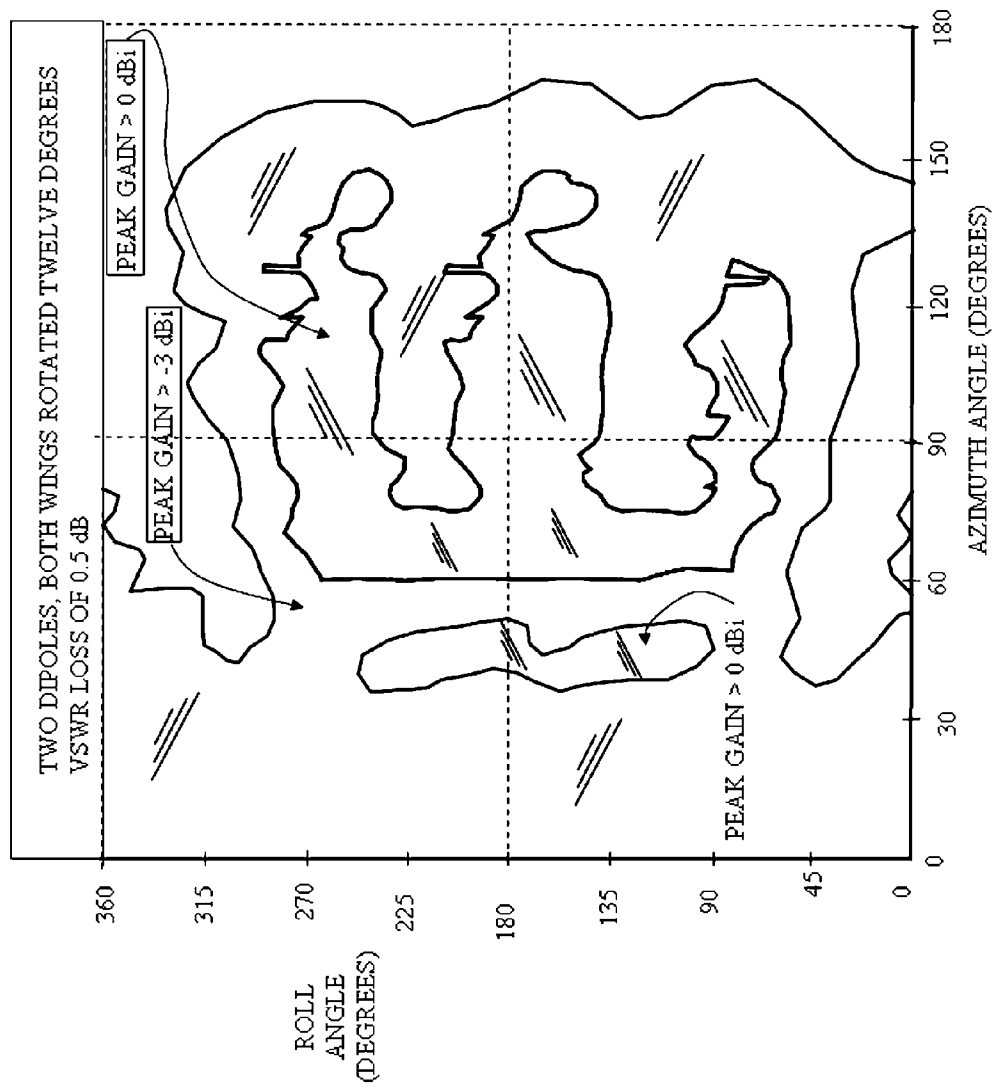 TWO DIPOLES, BOTH WINGS ROTATED TWELVE DEGREES
VSWR LOSS OF 0.5 dB
PEAK GAIN > -3 dBi
PEAK GAIN > 0 dBi
PEAK GAIN > 0 dBi
ROLL
ANGLE
(DEGREES)
360
315
270
225
180
135
90
45
0
0
30
60
90
120
150
180
AZIMUTH ANGLE (DEGREES)